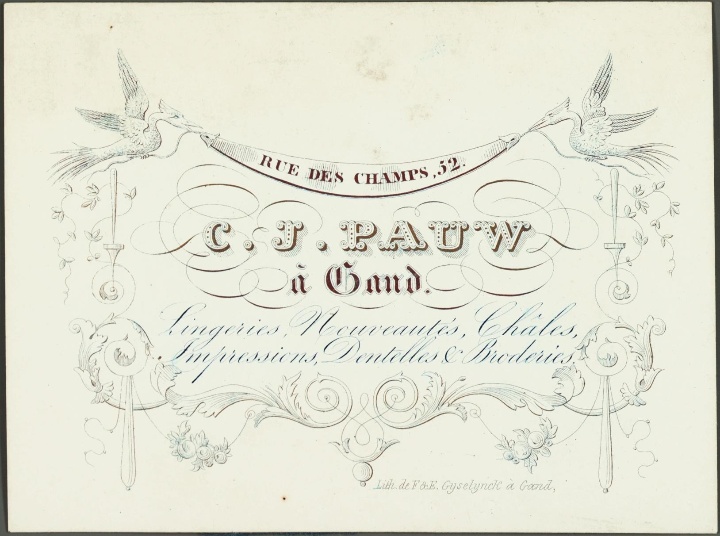 RUE DES CHAMPS, 52.
C. J. PAUW
à Gand.
Lingeries, Nouveautés, Châles,
Impressions, Dentelles & Broderies.
Lith. de F & E. Gyselynck à Gand.